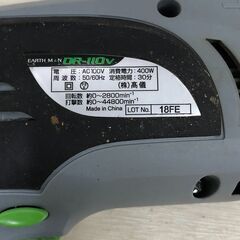 EARTH MAN DR-110V
電 圧：AC100V 消費電力：400W
周波数：50/60Hz 定格時間：30分
(株)髙儀
回転数 約0～2800min⁻¹
打撃数 約0～44800min⁻¹
Made in China LOT No. 18FE